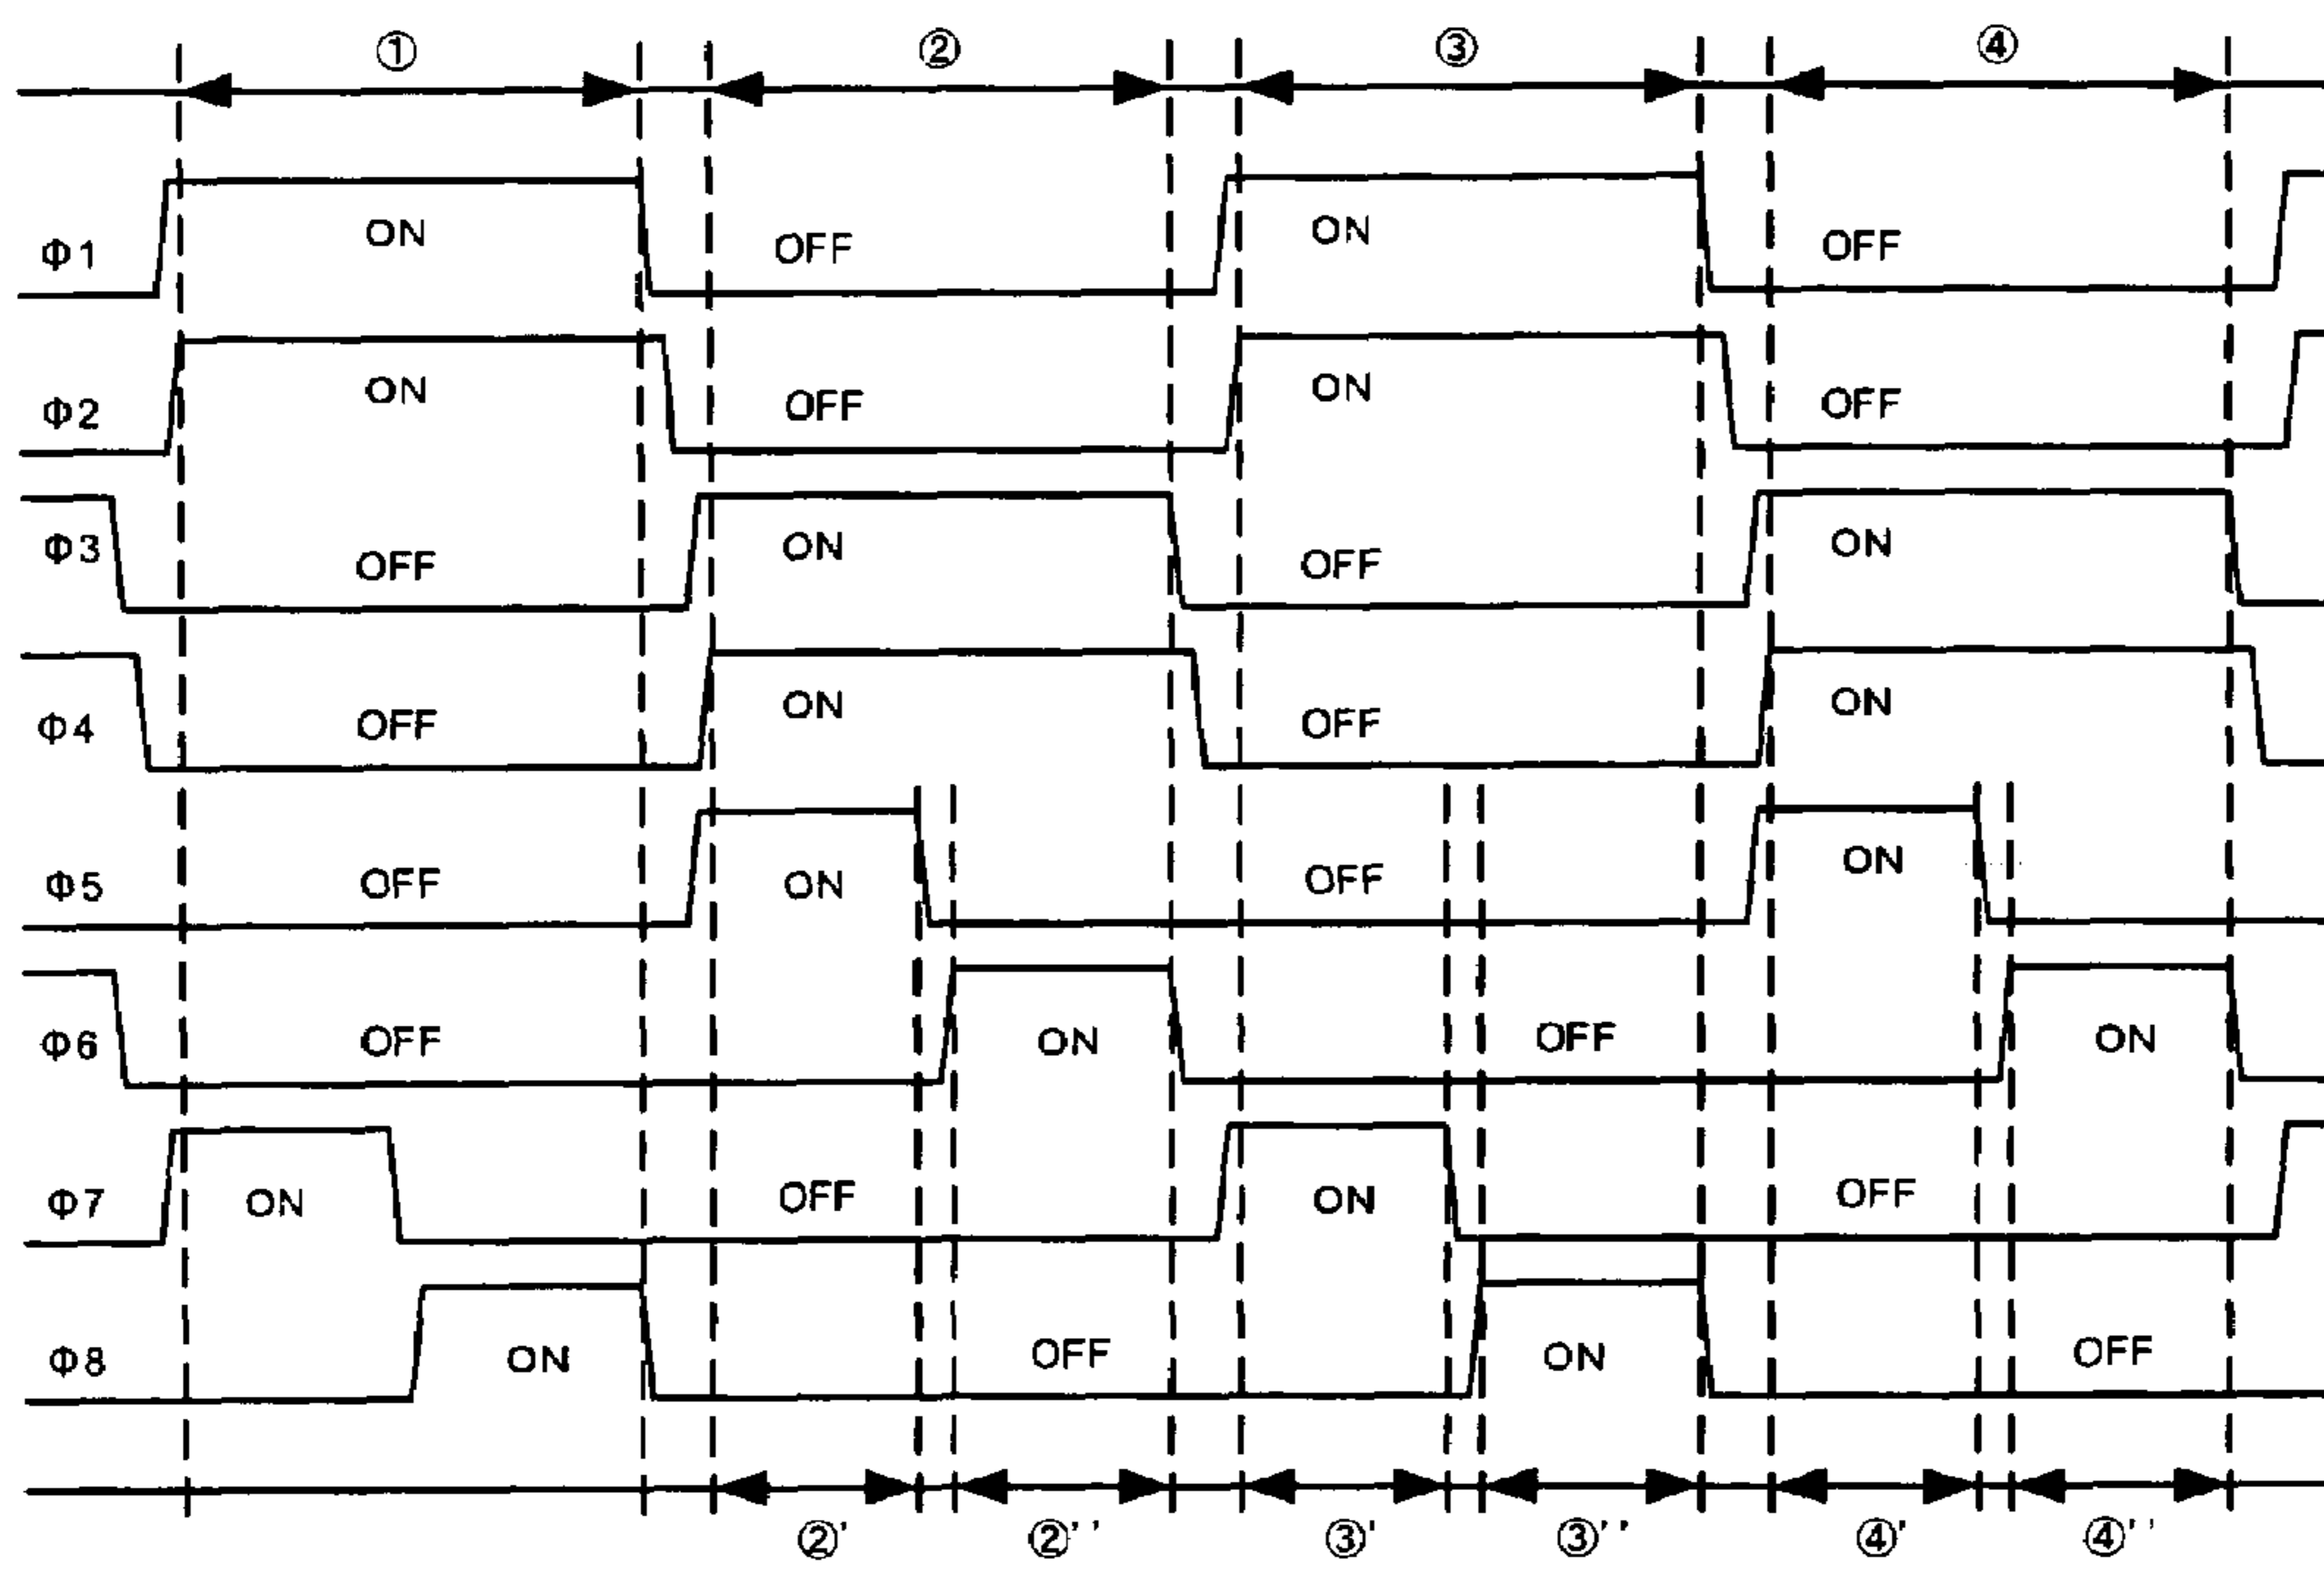 ① ② ③ ④
Φ1 ON OFF ON OFF
Φ2 ON OFF ON OFF
Φ3 OFF ON OFF ON
Φ4 OFF ON OFF ON
Φ5 OFF ON OFF ON
Φ6 OFF ON OFF ON
Φ7 ON OFF ON OFF
Φ8 ON OFF ON OFF
②' ②'' ③' ③'' ④' ④''